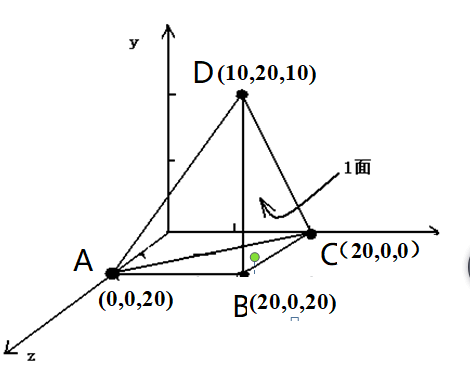 y
D(10,20,10)
1面
A
C(20,0,0)
(0,0,20)
B(20,0,20)
z